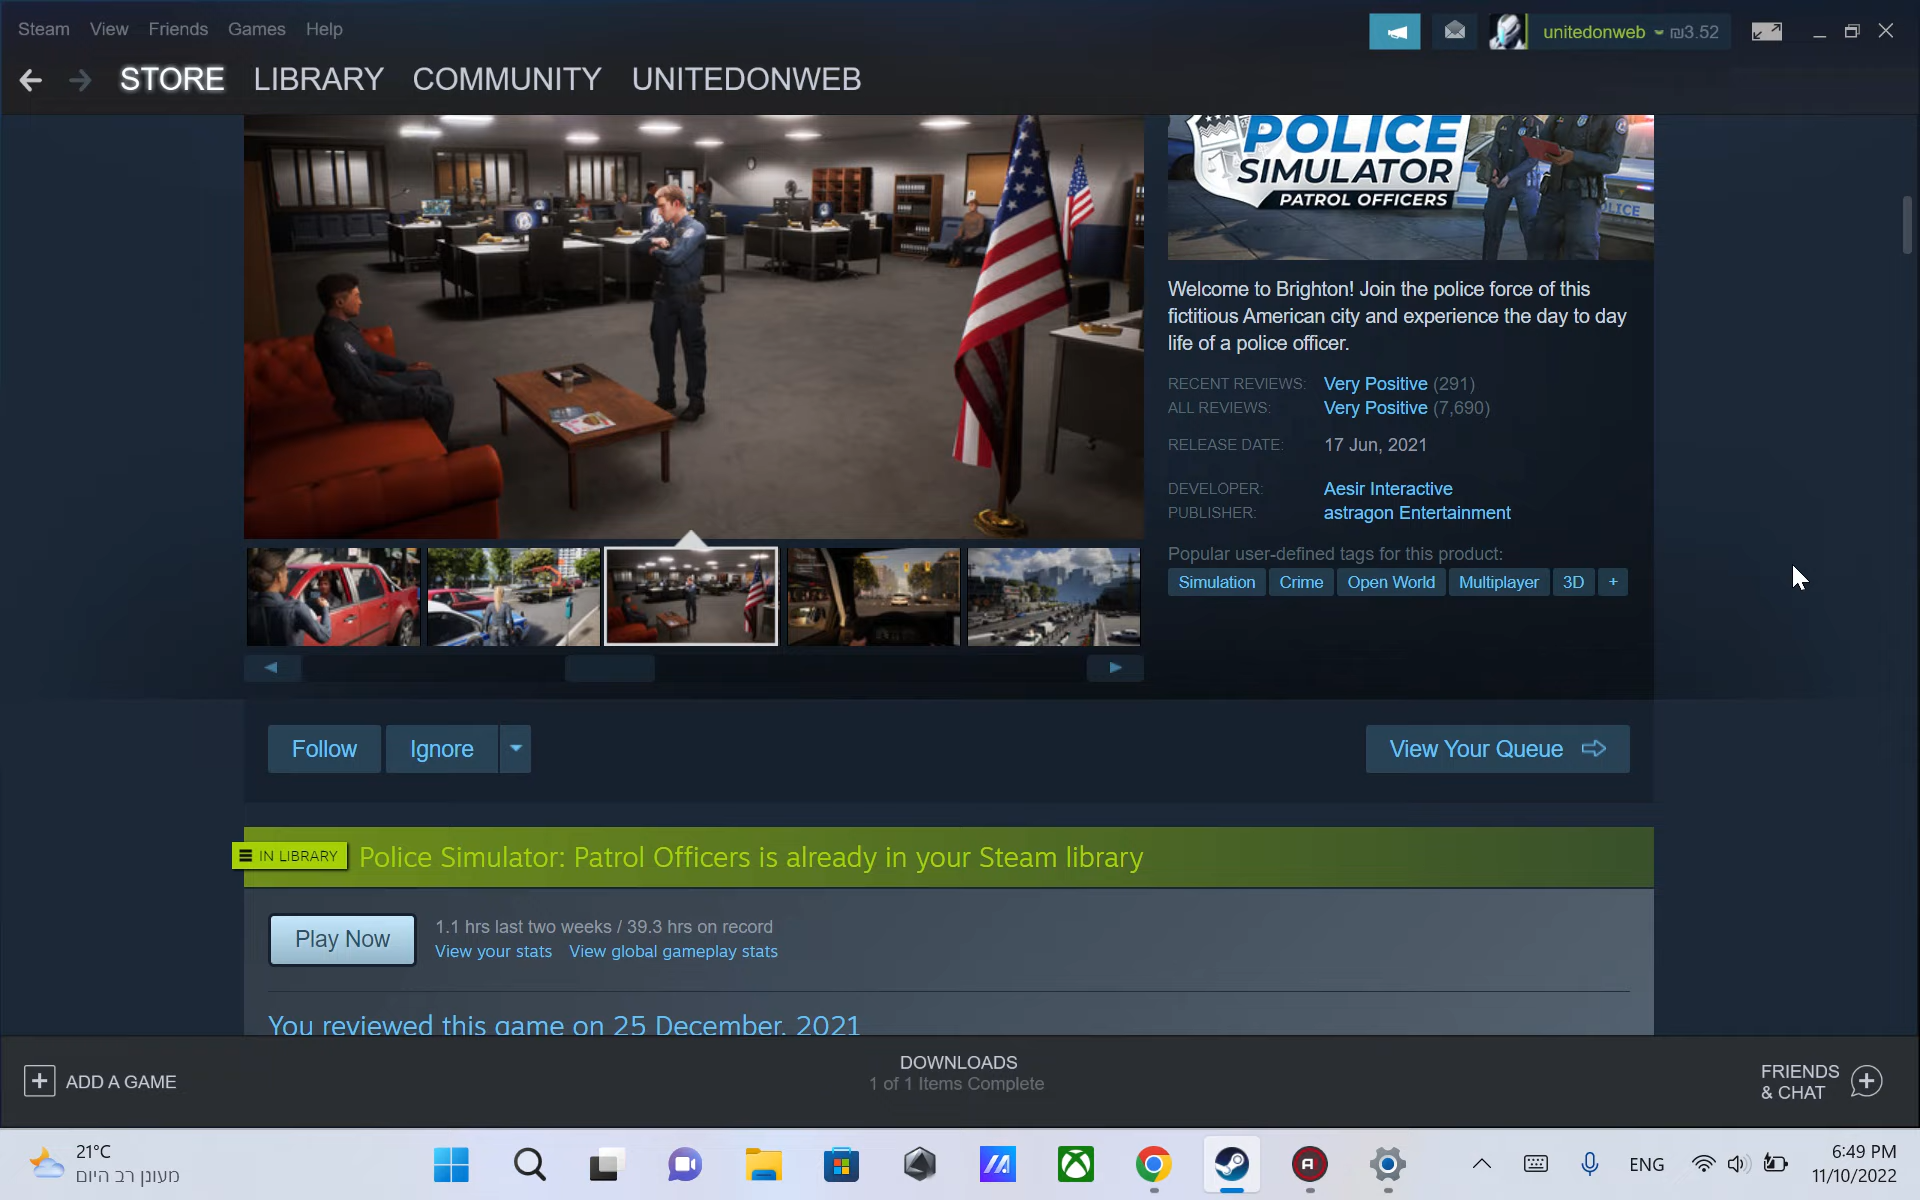 Steam View Friends Games Help
unitedonweb ₪3.52
STORE LIBRARY COMMUNITY UNITEDONWEB
POLICE
SIMULATOR
PATROL OFFICERS
Welcome to Brighton! Join the police force of this
fictitious American city and experience the day to day
life of a police officer.
RECENT REVIEWS: Very Positive (291)
ALL REVIEWS: Very Positive (7,690)
RELEASE DATE: 17 Jun, 2021
DEVELOPER: Aesir Interactive
PUBLISHER: astragon Entertainment
Popular user-defined tags for this product:
Simulation Crime Open World Multiplayer 3D +
Follow Ignore View Your Queue
IN LIBRARY Police Simulator: Patrol Officers is already in your Steam library
Play Now 1.1 hrs last two weeks / 39.3 hrs on record
View your stats View global gameplay stats
You reviewed this game on 25 December, 2021
ADD A GAME
DOWNLOADS
1 of 1 Items Complete
FRIENDS
& CHAT
21°C
מעונן רב היום
ENG
6:49 PM
11/10/2022